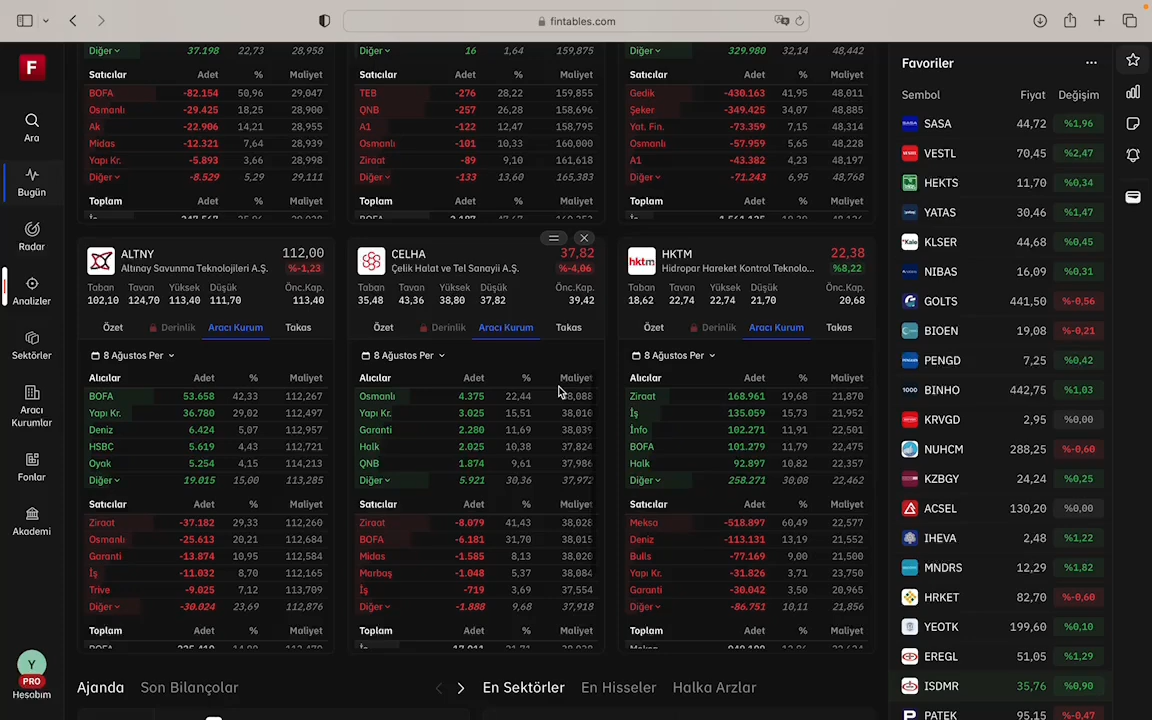 fintables.com
F
Ara
Bugün
Radar
Analizler
Sektörler
Aracı
Kurumlar
Fonlar
Akademi
Y
PRO
Hesabım
Diğer 37.198 22,73 28,958
Satıcılar Adet % Maliyet
BOFA -82.154 50,96 29,047
Osmanlı -29.425 18,25 28,900
Ak -22.906 14,21 28,955
Midas -12.321 7,64 28,939
Yapı Kr. -5.893 3,66 28,998
Diğer -8.529 5,29 29,111
Toplam Adet % Maliyet
Diğer 16 1,64 159,875
Satıcılar Adet % Maliyet
TEB -276 28,22 159,855
QNB -257 26,28 158,696
A1 -122 12,47 158,795
Osmanlı -101 10,33 160,000
Ziraat -89 9,10 161,618
Diğer -133 13,60 165,383
Toplam Adet % Maliyet
Diğer 329.980 32,14 48,442
Satıcılar Adet % Maliyet
Gedik -430.163 41,95 48,011
Şeker -349.425 34,07 48,885
Yat. Fin. -73.359 7,15 48,314
Osmanlı -57.959 5,65 48,228
A1 -43.382 4,23 48,197
Diğer -71.243 6,95 48,768
Toplam Adet % Maliyet
ALTNY 112,00
Altınay Savunma Teknolojileri A.Ş. %-1,23
Taban Tavan Yüksek Düşük Önc.Kap.
102,10 124,70 113,40 111,70 113,40
Özet Derinlik Aracı Kurum Takas
8 Ağustos Per
Alıcılar Adet % Maliyet
BOFA 53.658 42,33 112,267
Yapı Kr. 36.780 29,02 112,497
Deniz 6.424 5,07 112,957
HSBC 5.619 4,43 112,721
Oyak 5.254 4,15 114,213
Diğer 19.015 15,00 113,285
Satıcılar Adet % Maliyet
Ziraat -37.182 29,33 112,260
Osmanlı -25.613 20,21 112,684
Garanti -13.874 10,95 112,584
İş -11.032 8,70 112,165
Trive -9.025 7,12 113,709
Diğer -30.024 23,69 112,876
Toplam Adet % Maliyet
CELHA 37,82
Çelik Halat ve Tel Sanayii A.Ş. %-4,06
Taban Tavan Yüksek Düşük Önc.Kap.
35,48 43,36 38,80 37,82 39,42
Özet Derinlik Aracı Kurum Takas
8 Ağustos Per
Alıcılar Adet % Maliyet
Osmanlı 4.375 22,44
Yapı Kr. 3.025 15,51 38,010
Garanti 2.280 11,69 38,039
Halk 2.025 10,38 37,824
QNB 1.874 9,61 37,986
Diğer 5.921 30,36 37,972
Satıcılar Adet % Maliyet
Ziraat -8.079 41,43 38,028
BOFA -6.181 31,70 38,015
Midas -1.585 8,13 38,020
Marbaş -1.048 5,37 38,084
İş -719 3,69 37,554
Diğer -1.888 9,68 37,918
Toplam Adet % Maliyet
HKTM 22,38
Hidropar Hareket Kontrol Teknolo... %8,22
Taban Tavan Yüksek Düşük Önc.Kap.
18,62 22,74 22,74 21,70 20,68
Özet Derinlik Aracı Kurum Takas
8 Ağustos Per
Alıcılar Adet % Maliyet
Ziraat 168.961 19,68 21,870
İş 135.059 15,73 21,952
İnfo 102.271 11,91 22,501
BOFA 101.279 11,79 22,475
Halk 92.897 10,82 22,357
Diğer 258.271 30,08 22,462
Satıcılar Adet % Maliyet
Meksa -518.897 60,49 22,577
Deniz -113.131 13,19 21,552
Bulls -77.169 9,00 21,500
Yapı Kr. -31.826 3,71 23,750
Garanti -30.042 3,50 20,965
Diğer -86.751 10,11 21,856
Toplam Adet % Maliyet
Ajanda Son Bilançolar
En Sektörler En Hisseler Halka Arzlar
Favoriler
Sembol Fiyat Değişim
SASA 44,72 %1,96
VESTL 70,45 %2,47
HEKTS 11,70 %0,34
YATAS 30,46 %1,47
KLSER 44,68 %0,45
NIBAS 16,09 %0,31
GOLTS 441,50 %-0,56
BIOEN 19,08 %-0,21
PENGD 7,25 %0,42
BINHO 442,75 %1,03
KRVGD 2,95 %0,00
NUHCM 288,25 %-0,60
KZBGY 24,24 %0,25
ACSEL 130,20 %0,00
IHEVA 2,48 %1,22
MNDRS 12,29 %1,82
HRKET 82,70 %-0,60
YEOTK 199,60 %0,10
EREGL 51,05 %1,29
ISDMR 35,76 %0,90
PATEK 95,15 %-0,47